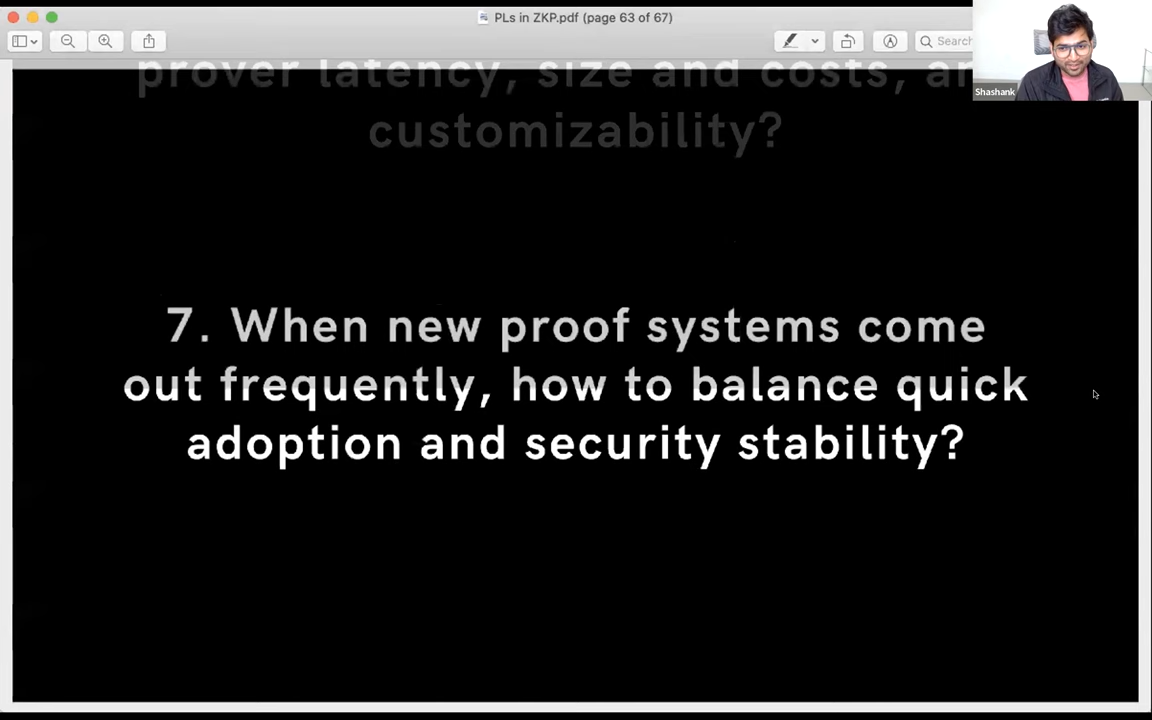 PLs in ZKP.pdf (page 63 of 67)
Search
Shashank
prover latency, size and costs, an
customizability?
7. When new proof systems come
out frequently, how to balance quick
adoption and security stability?